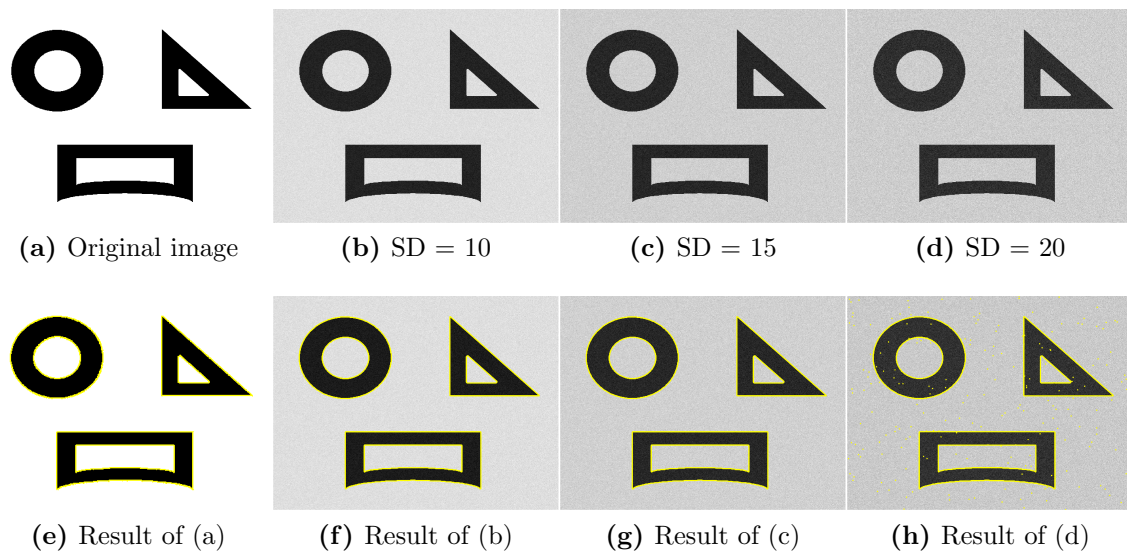 (a) Original image
(b) SD = 10
(c) SD = 15
(d) SD = 20
(e) Result of (a)
(f) Result of (b)
(g) Result of (c)
(h) Result of (d)